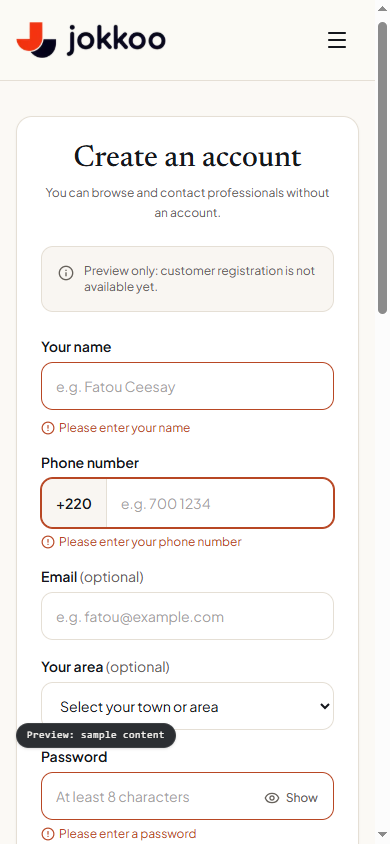 jokkoo
Create an account
You can browse and contact professionals without
an account.
Preview only: customer registration is not
available yet.
Your name
e.g. Fatou Ceesay
Please enter your name
Phone number
+220
e.g. 700 1234
Please enter your phone number
Email (optional)
e.g. fatou@example.com
Your area (optional)
Select your town or area
Preview: sample content
Password
At least 8 characters
Show
Please enter a password